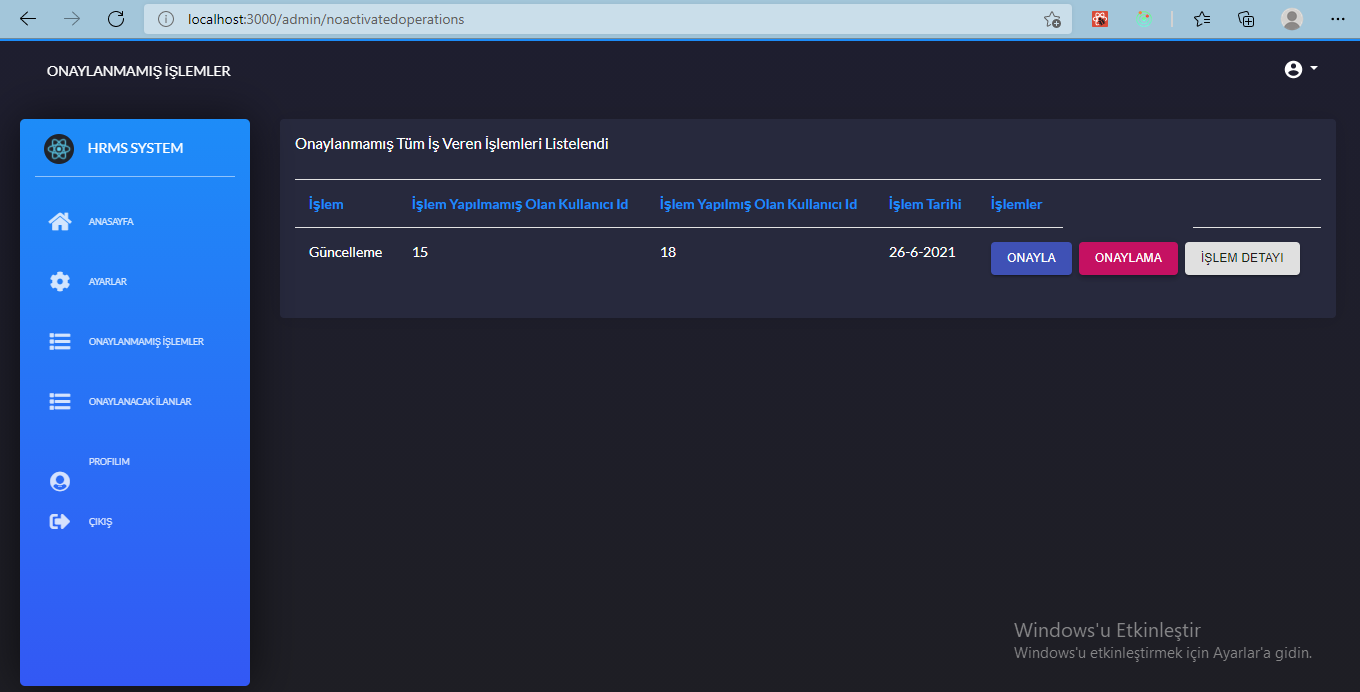 localhost:3000/admin/noactivatedoperations
ONAYLANMAMIŞ İŞLEMLER
HRMS SYSTEM
ANASAYFA
AYARLAR
ONAYLANMAMIŞ İŞLEMLER
ONAYLANACAK İLANLAR
PROFILIM
ÇIKIŞ
Onaylanmamış Tüm İş Veren İşlemleri Listelendi
İşlem İşlem Yapılmamış Olan Kullanıcı Id İşlem Yapılmış Olan Kullanıcı Id İşlem Tarihi İşlemler
Güncelleme 15 18 26-6-2021 ONAYLA ONAYLAMA İŞLEM DETAYI
Windows'u Etkinleştir
Windows'u etkinleştirmek için Ayarlar'a gidin.